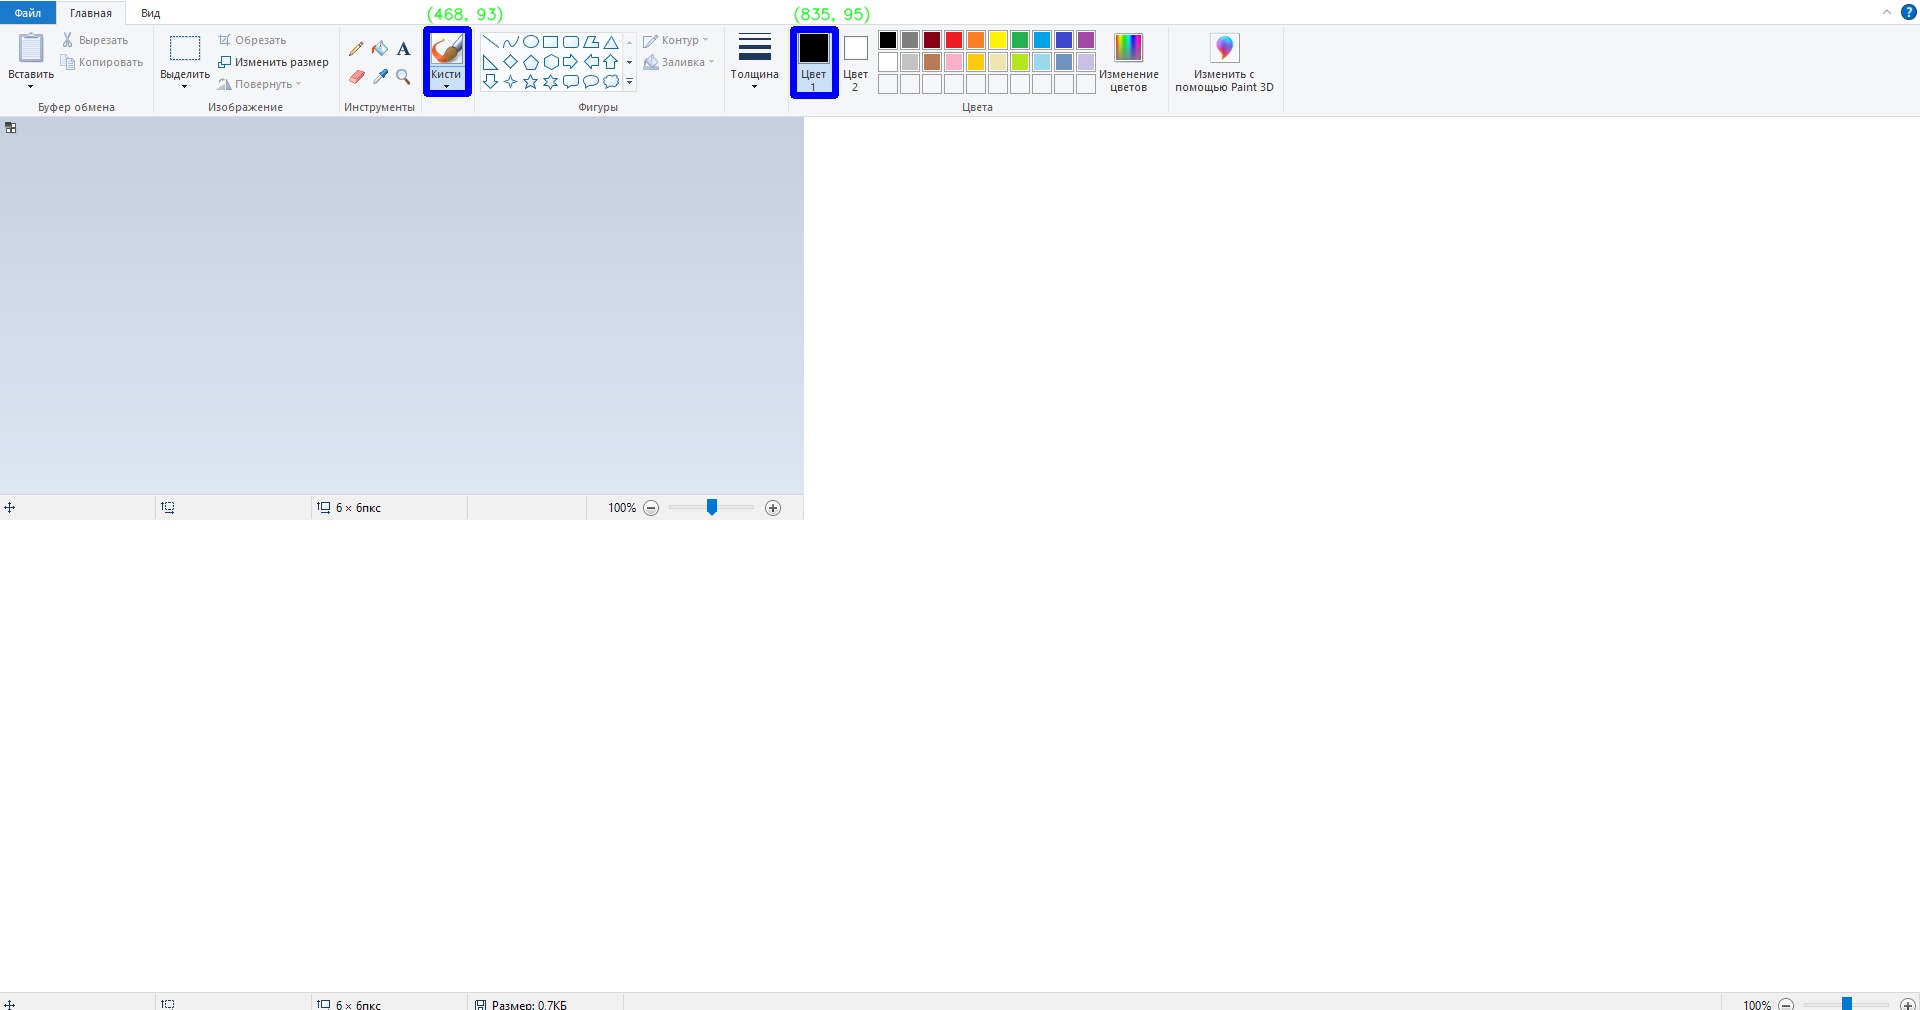 Файл Главная Вид
(468, 93) (835, 95)
Вставить
Вырезать
Копировать
Буфер обмена
Выделить
Обрезать
Изменить размер
Повернуть
Изображение
A
Инструменты
Кисти
Контур
Заливка
Фигуры
Толщина
Цвет
1
Цвет
2
Изменение
цветов
Цвета
Изменить с
помощью Paint 3D
?
6 × 6пкс 100%
6 × 6пкс Размер: 0,7КБ 100%